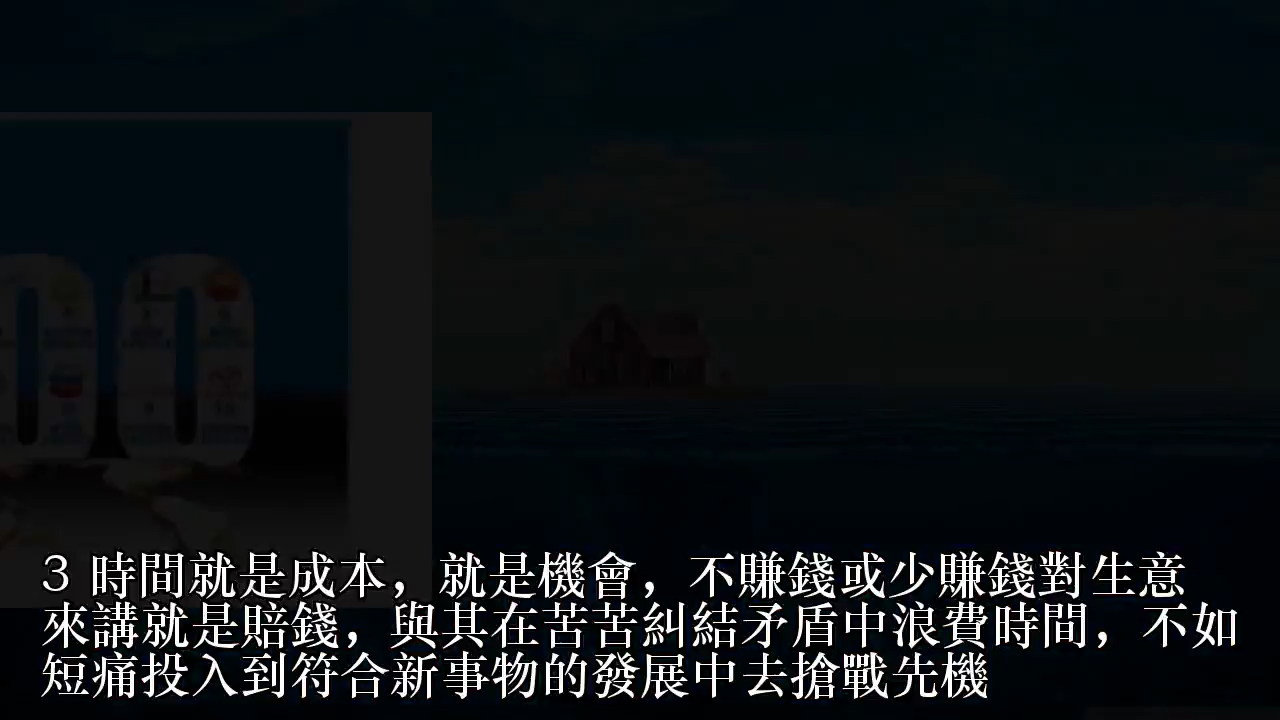 3 時間就是成本，就是機會，不賺錢或少賺錢對生意
來講就是賠錢，與其在苦苦糾結矛盾中浪費時間，不如
短痛投入到符合新事物的發展中去搶戰先機